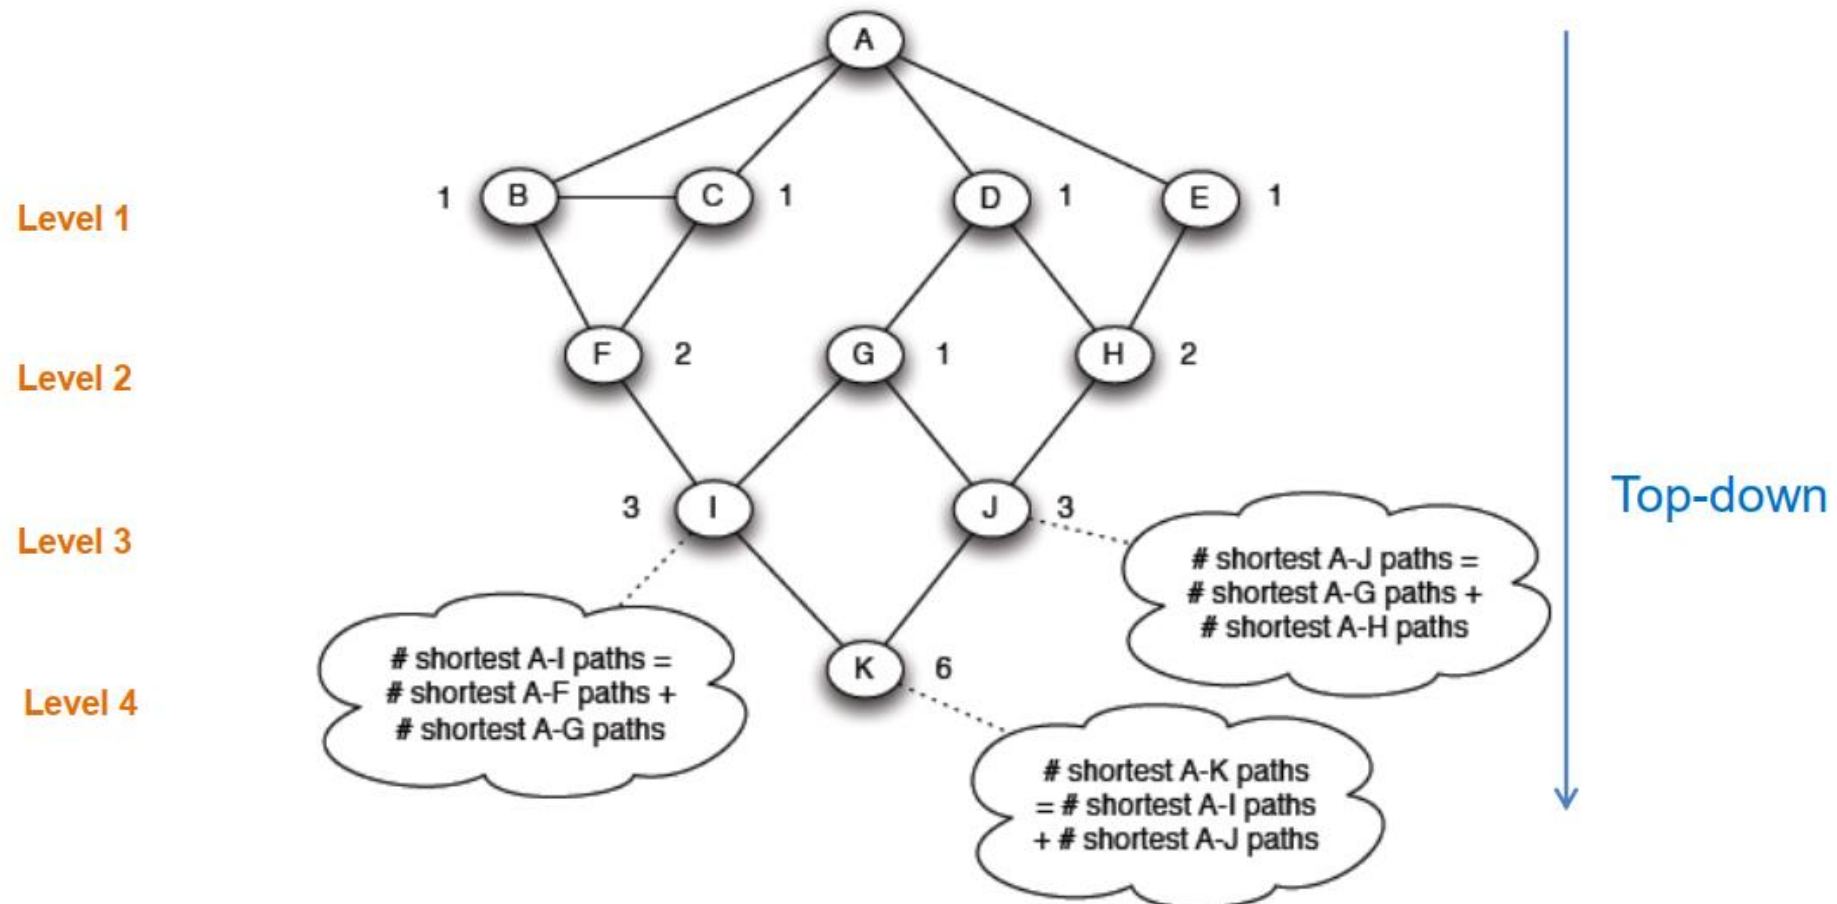 A
1 B C 1 D 1 E 1
Level 1
F 2 G 1 H 2
Level 2
3 I J 3
Level 3
Top-down
# shortest A-J paths =
# shortest A-G paths +
# shortest A-H paths
# shortest A-I paths =
# shortest A-F paths +
# shortest A-G paths
K 6
Level 4
# shortest A-K paths
= # shortest A-I paths
+ # shortest A-J paths